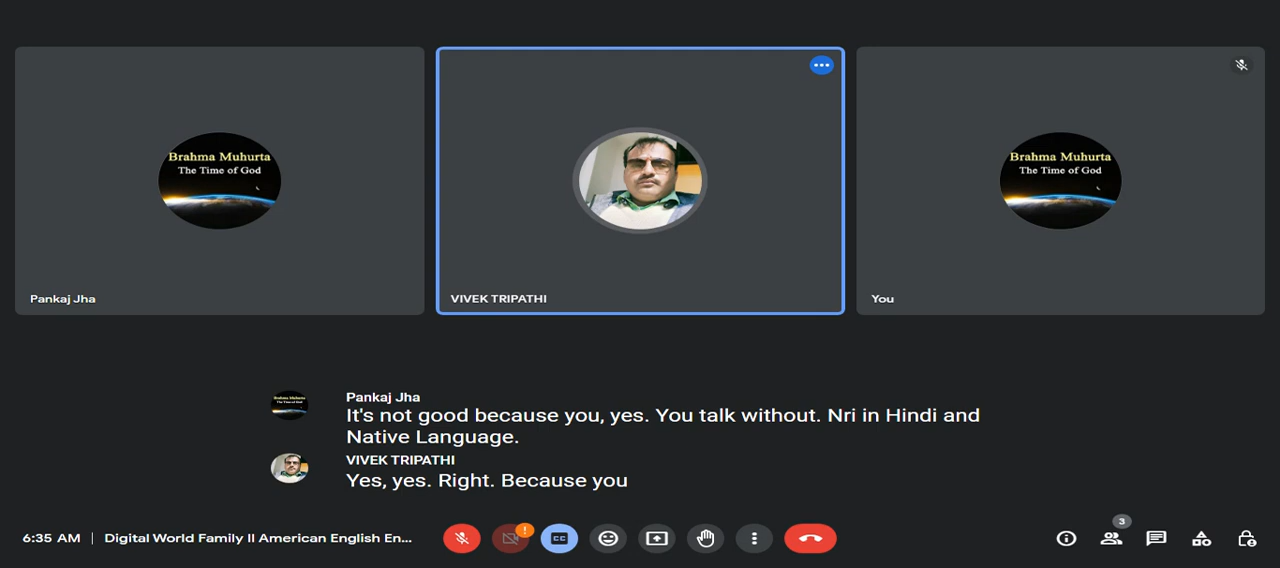 Brahma Muhurta
The Time of God
Pankaj Jha
VIVEK TRIPATHI
Brahma Muhurta
The Time of God
You
Pankaj Jha
It's not good because you, yes. You talk without. Nri in Hindi and
Native Language.
VIVEK TRIPATHI
Yes, yes. Right. Because you
6:35 AM | Digital World Family II American English En...
!
CC
3